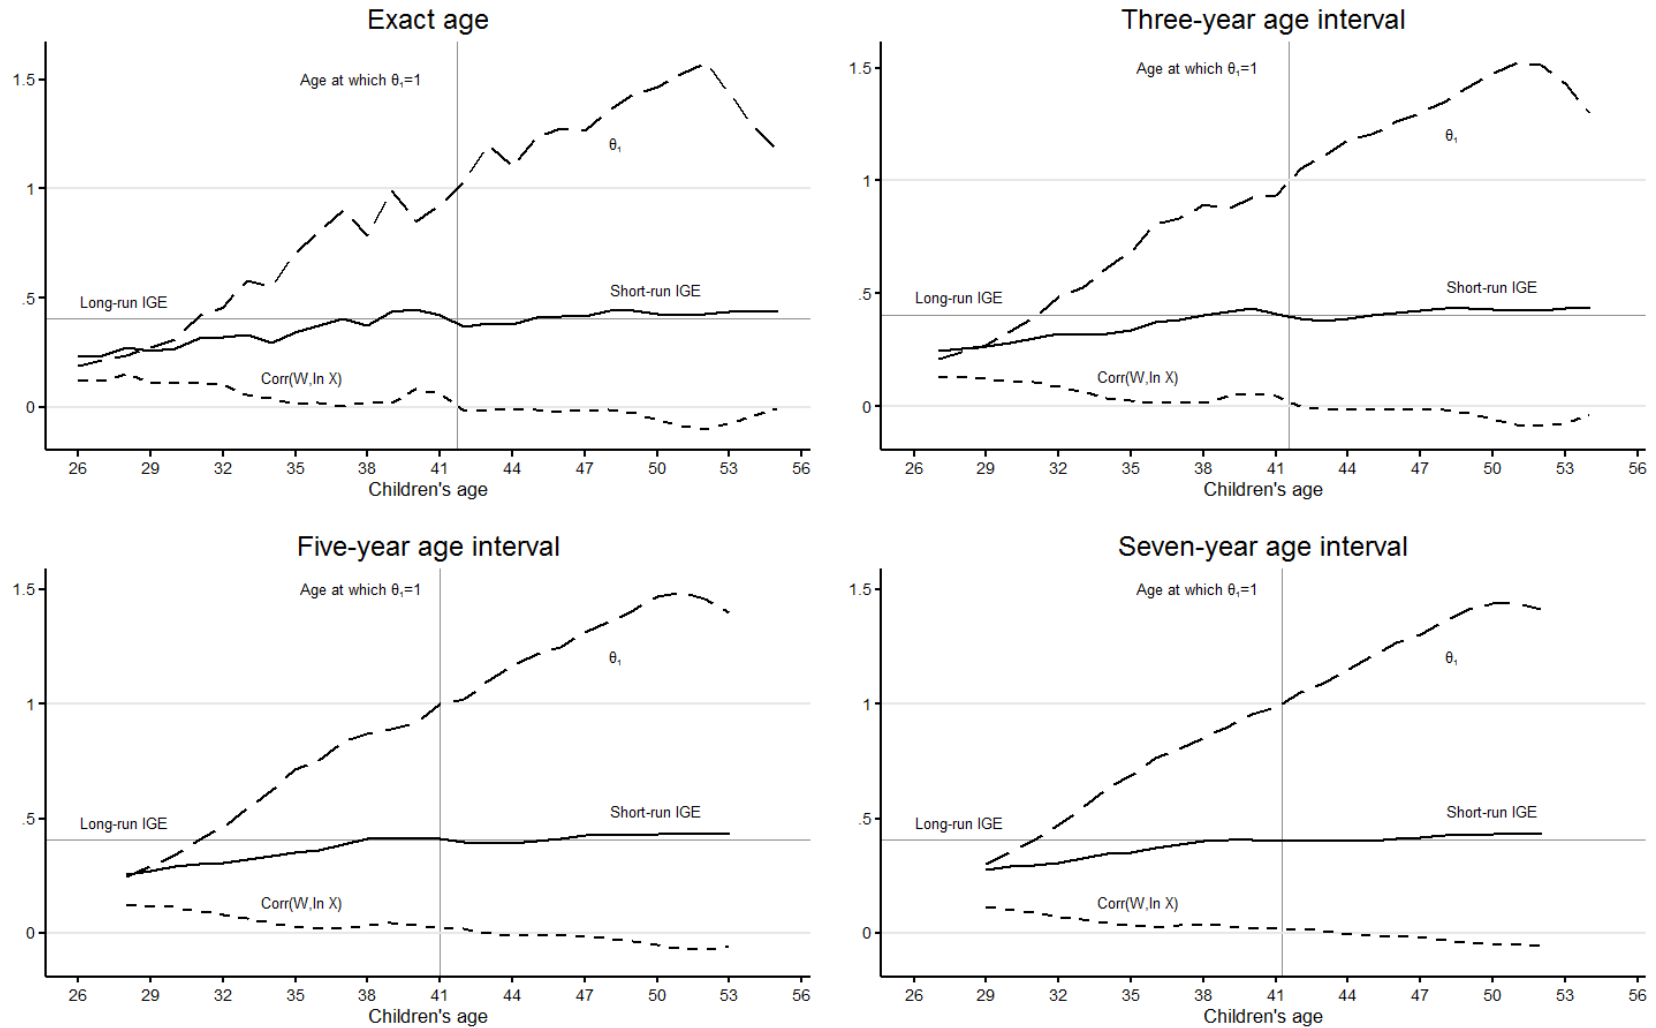 Exact age
Three-year age interval
1.5
Age at which θ₁=1
θ₁
1
Long-run IGE
Short-run IGE
.5
Corr(W,ln X)
0
26 29 32 35 38 41 44 47 50 53 56
Children's age
1.5
Age at which θ₁=1
θ₁
1
Long-run IGE
Short-run IGE
.5
Corr(W,ln X)
0
26 29 32 35 38 41 44 47 50 53 56
Children's age
Five-year age interval
Seven-year age interval
1.5
Age at which θ₁=1
1
θ₁
Long-run IGE
Short-run IGE
.5
Corr(W,ln X)
0
26 29 32 35 38 41 44 47 50 53 56
Children's age
1.5
Age at which θ₁=1
1
θ₁
Long-run IGE
Short-run IGE
.5
Corr(W,ln X)
0
26 29 32 35 38 41 44 47 50 53 56
Children's age